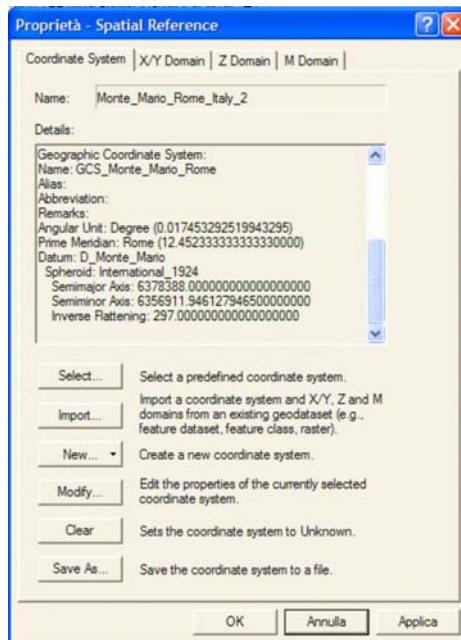 Proprietà - Spatial Reference
Coordinate System
X/Y Domain
Z Domain
M Domain
Name:
Monte_Mario_Rome_Italy_2
Details:
Geographic Coordinate System:
Name: GCS_Monte_Mario_Rome
Alias:
Abbreviation:
Remarks:
Angular Unit: Degree (0.017453292519943295)
Prime Meridian: Rome (12.452333333333330000)
Datum: D_Monte_Mario
Spheroid: International_1924
Semimajor Axis: 6378388.000000000000000000
Semiminor Axis: 6356911.946127946500000000
Inverse Flattening: 297.000000000000000000
Select...
Select a predefined coordinate system.
Import...
Import a coordinate system and X/Y, Z and M
domains from an existing geodataset (e.g.,
feature dataset, feature class, raster).
New...
Create a new coordinate system.
Modify...
Edit the properties of the currently selected
coordinate system.
Clear
Sets the coordinate system to Unknown.
Save As...
Save the coordinate system to a file.
OK
Annulla
Applica